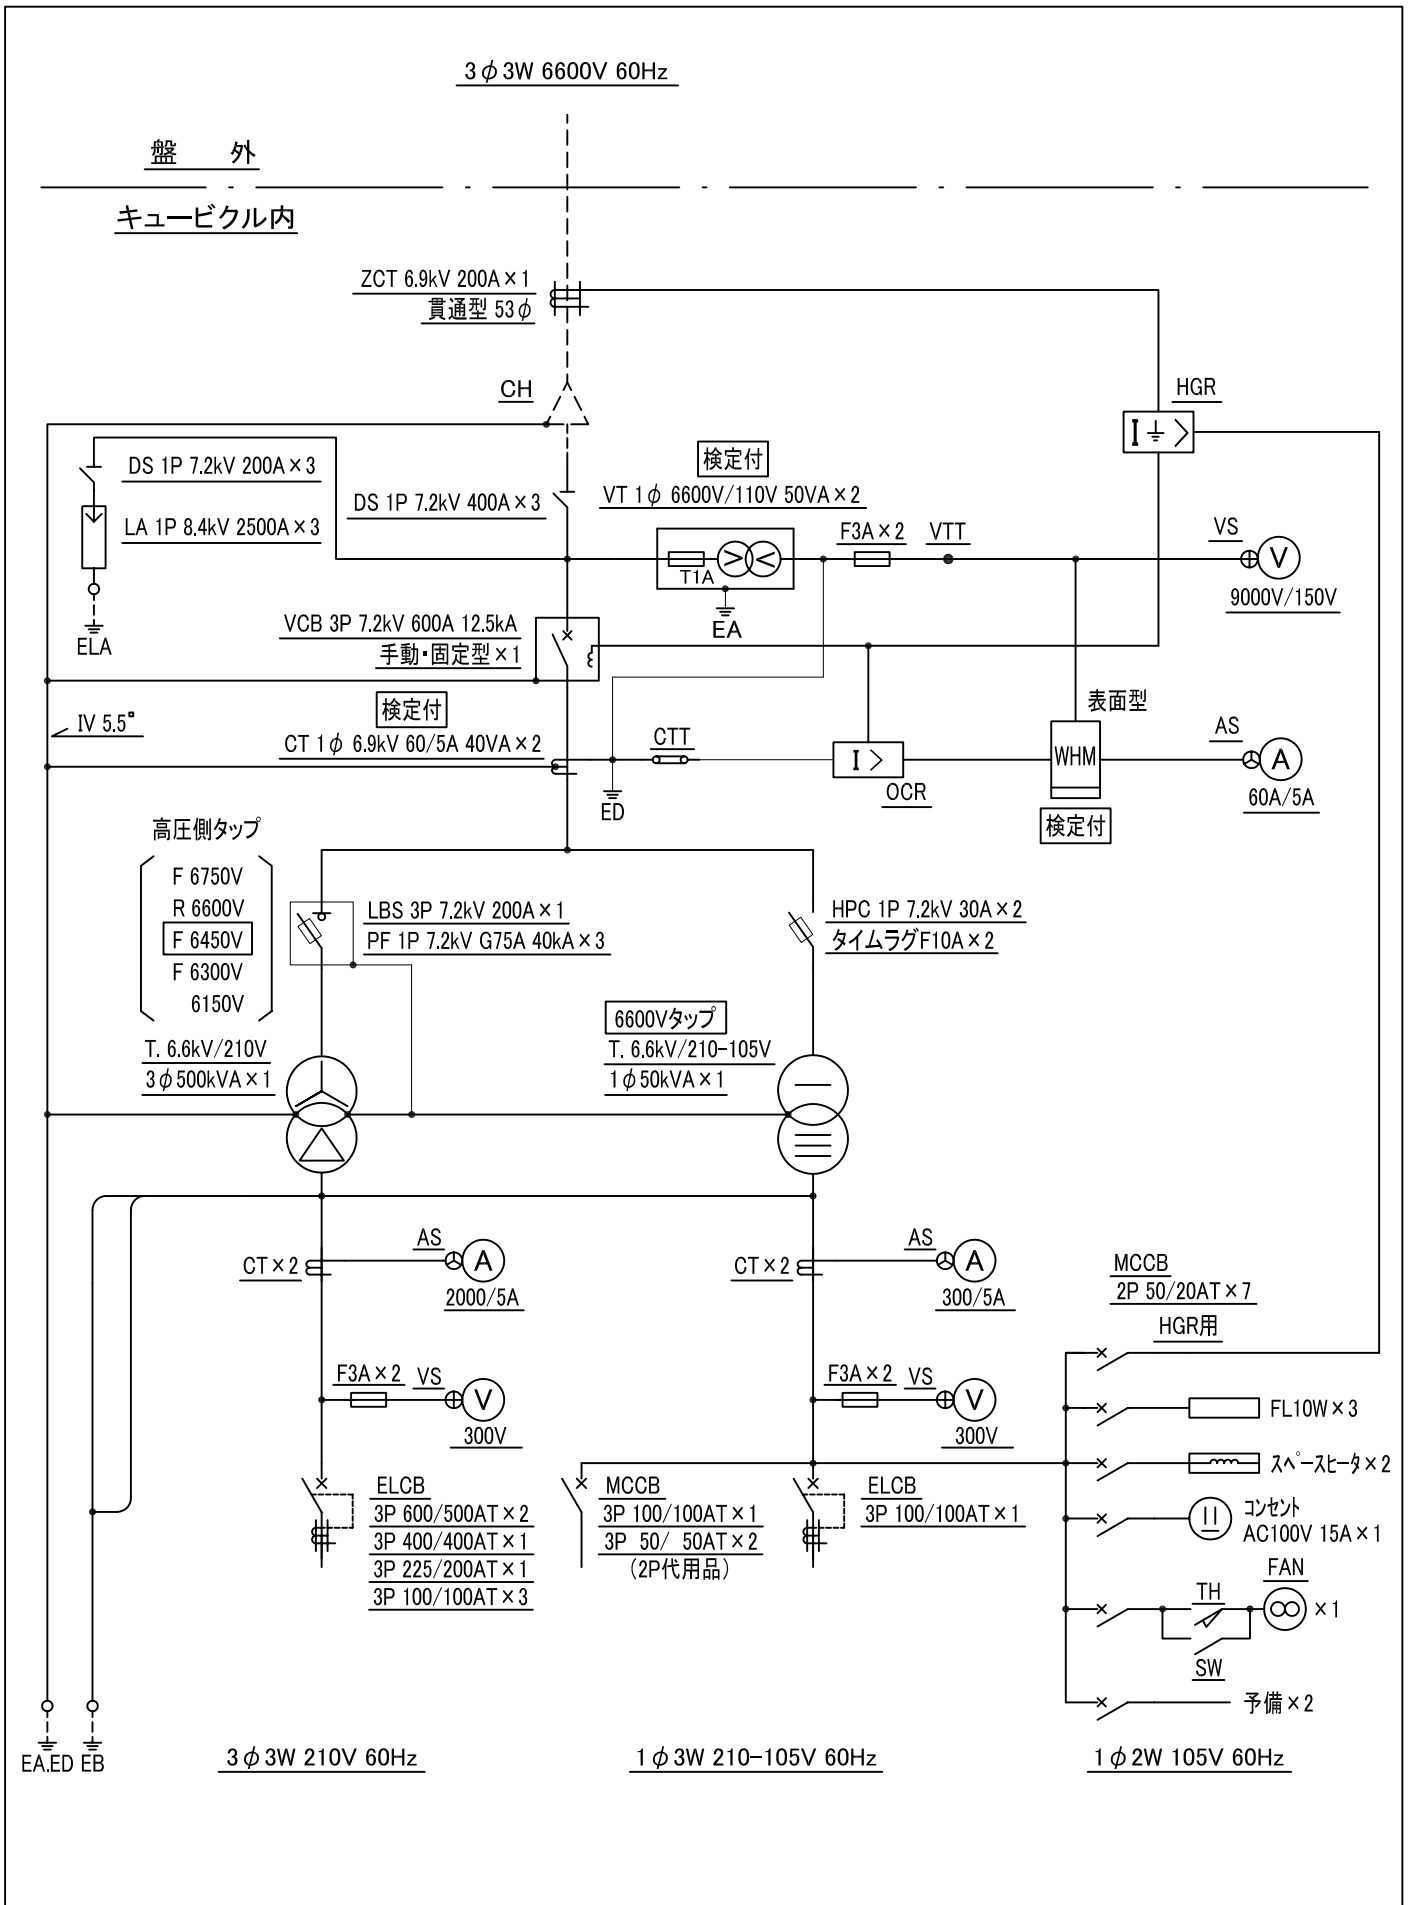 3φ3W 6600V 60Hz
盤 外
キュービクル内
ZCT 6.9kV 200A×1
貫通型 53φ
CH
HGR
I >
検定付
DS 1P 7.2kV 200A×3
DS 1P 7.2kV 400A×3
VT 1φ 6600V/110V 50VA×2
LA 1P 8.4kV 2500A×3
F3A×2
VTT
VS
V
T1A
9000V/150V
EA
ELA
VCB 3P 7.2kV 600A 12.5kA
手動・固定型×1
検定付
表面型
IV 5.5°
CT 1φ 6.9kV 60/5A 40VA×2
CTT
AS
I >
WHM
A
OCR
60A/5A
ED
検定付
高圧側タップ
F 6750V
R 6600V
F 6450V
F 6300V
6150V
LBS 3P 7.2kV 200A×1
PF 1P 7.2kV G75A 40kA×3
HPC 1P 7.2kV 30A×2
タイムラグF10A×2
6600Vタップ
T. 6.6kV/210V
3φ500kVA×1
T. 6.6kV/210-105V
1φ50kVA×1
CT×2
AS
A
2000/5A
CT×2
AS
A
300/5A
MCCB
2P 50/20AT×7
HGR用
F3A×2
VS
V
300V
F3A×2
VS
V
300V
FL10W×3
スペースヒータ×2
ELCB
3P 600/500AT×2
3P 400/400AT×1
3P 225/200AT×1
3P 100/100AT×3
MCCB
3P 100/100AT×1
3P 50/ 50AT×2
(2P代用品)
ELCB
3P 100/100AT×1
コンセント
AC100V 15A×1
FAN
TH
×1
SW
予備×2
EA.ED
EB
3φ3W 210V 60Hz
1φ3W 210-105V 60Hz
1φ2W 105V 60Hz